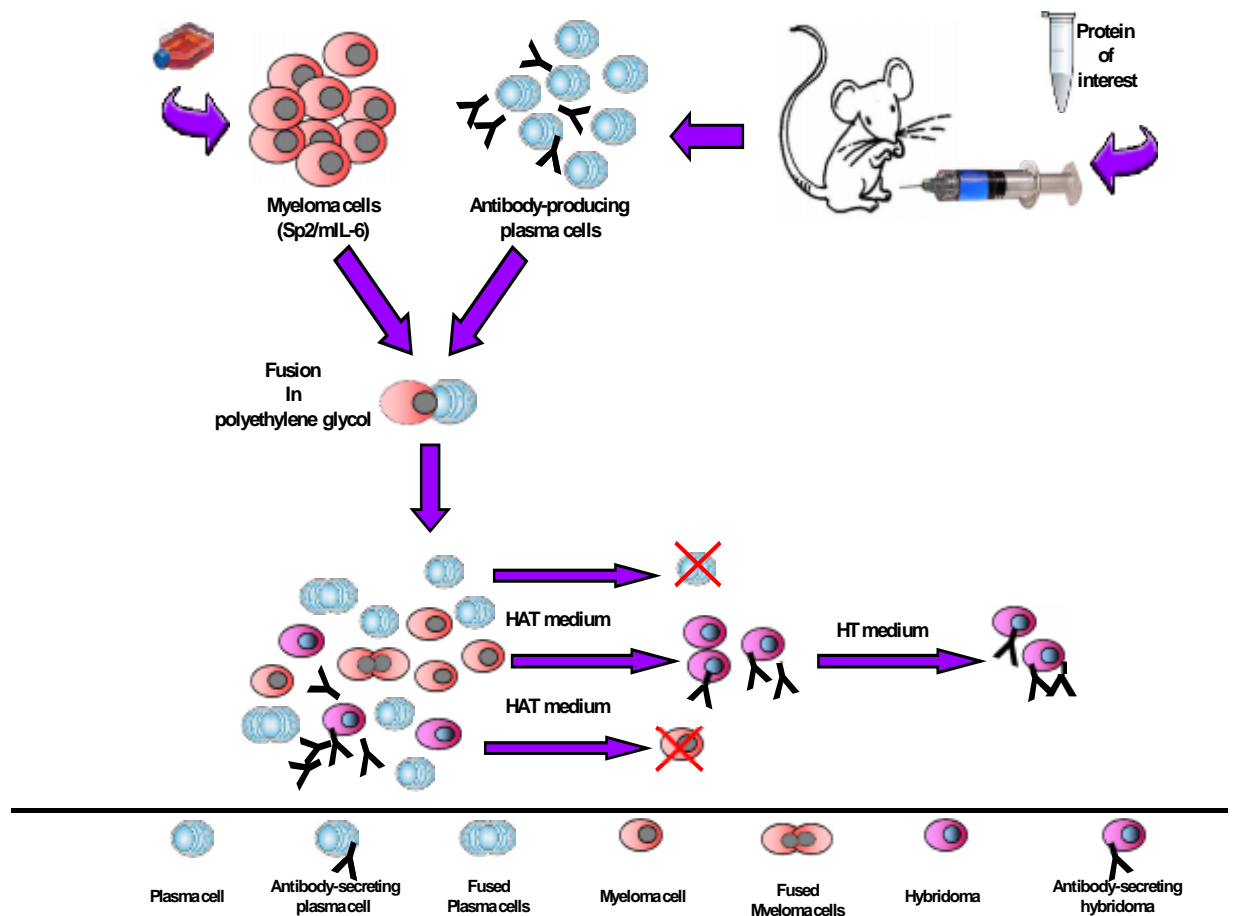 Protein
of
interest
Myeloma cells
(Sp2/mIL-6)
Antibody-producing
plasma cells
Fusion
In
polyethylene glycol
HAT medium
HT medium
HAT medium
Plasma cell
Antibody-secreting
plasma cell
Fused
Plasma cells
Myeloma cell
Fused
Myeloma cells
Hybridoma
Antibody-secreting
hybridoma